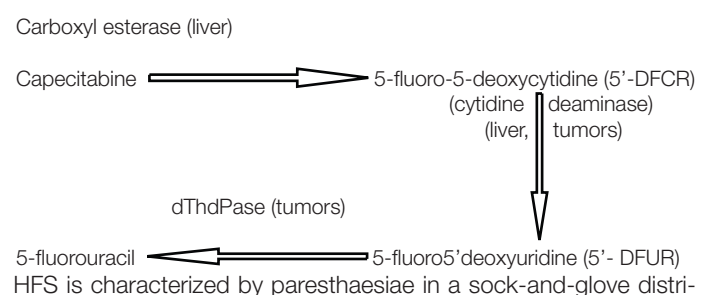 Carboxyl esterase (liver)
Capecitabine 5-fluoro-5-deoxycytidine (5'-DFCR)
(cytidine deaminase)
(liver, tumors)
dThdPase (tumors)
5-fluorouracil 5-fluoro5'deoxyuridine (5'- DFUR)
HFS is characterized by paresthaesiae in a sock-and-glove distri-